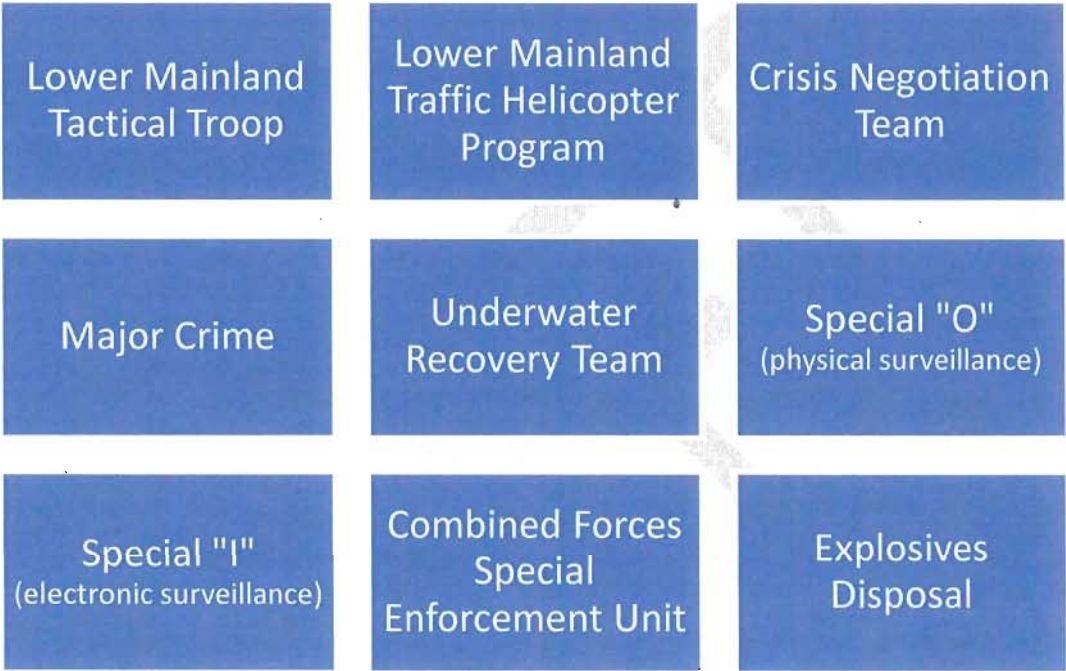 Lower Mainland
Tactical Troop
Lower Mainland
Traffic Helicopter
Program
Crisis Negotiation
Team
Major Crime
Underwater
Recovery Team
Special "O"
(physical surveillance)
Special "I"
(electronic surveillance)
Combined Forces
Special
Enforcement Unit
Explosives
Disposal